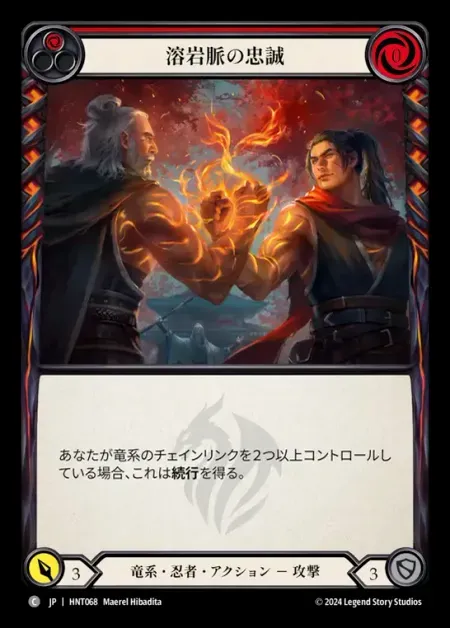 0
溶岩脈の忠誠
あなたが竜系のチェインリンクを2つ以上コントロールし
ている場合、これは続行を得る。
3
竜系・忍者・アクション － 攻撃
3
C JP | HNT068 Maerel Hibadita
© 2024 Legend Story Studios